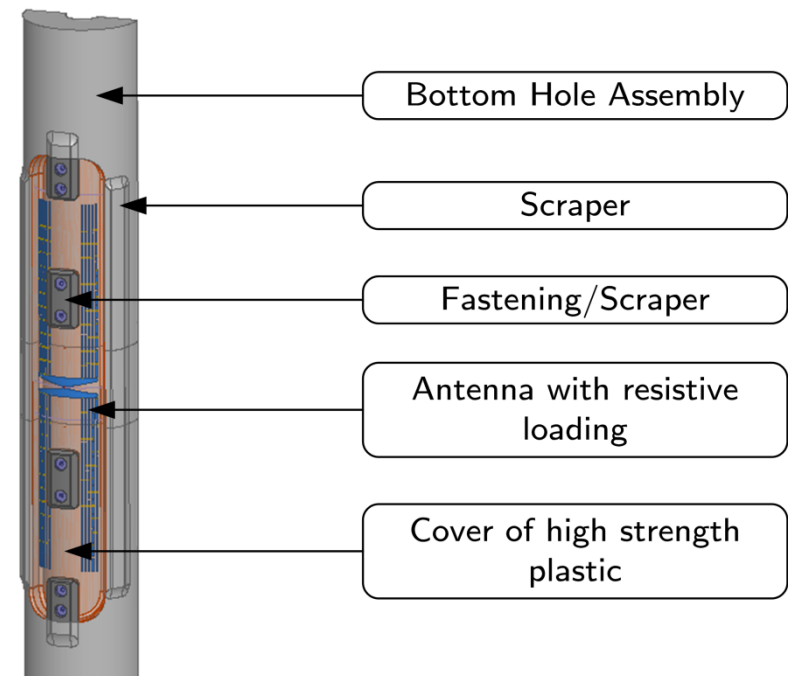 Bottom Hole Assembly
Scraper
Fastening/Scraper
Antenna with resistive
loading
Cover of high strength
plastic